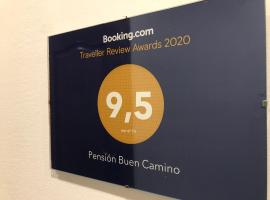 Booking.com
Traveller Review Awards 2020
9,5
Pensión Buen Camino